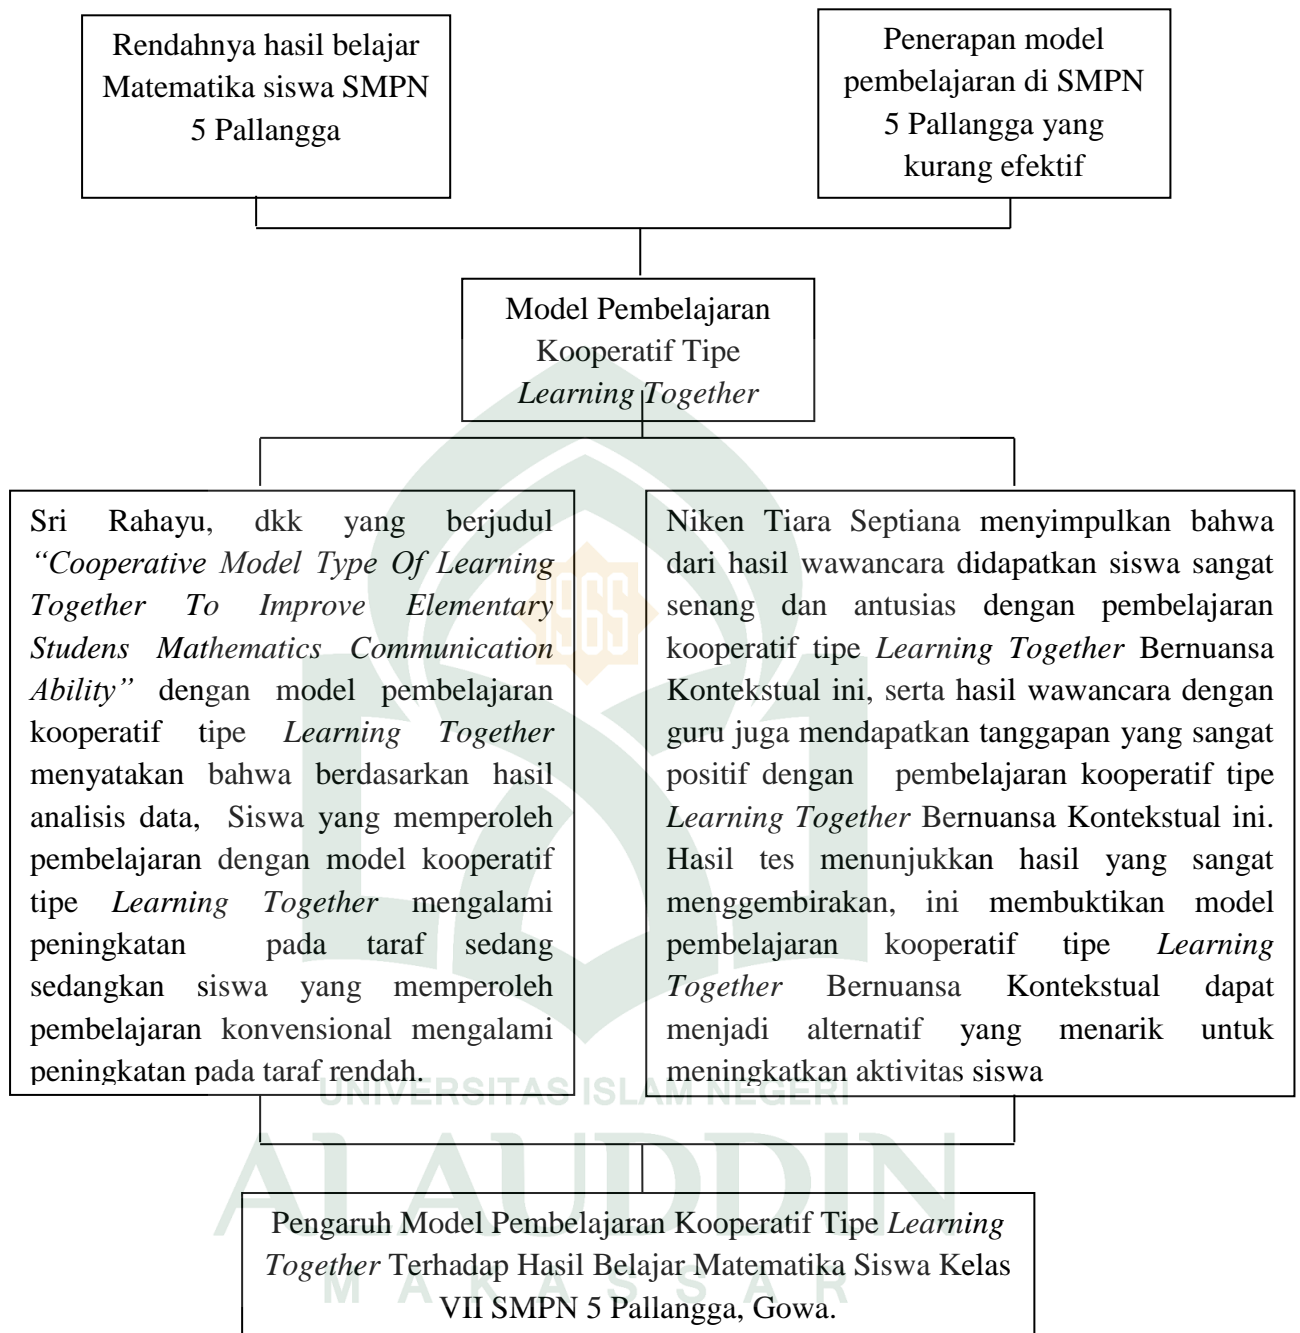 Rendahnya hasil belajar
Matematika siswa SMPN
5 Pallangga
Penerapan model
pembelajaran di SMPN
5 Pallangga yang
kurang efektif
Model Pembelajaran
Kooperatif Tipe
Learning Together
Sri Rahayu, dkk yang berjudul
“Cooperative Model Type Of Learning
Together To Improve Elementary
Studens Mathematics Communication
Ability” dengan model pembelajaran
kooperatif tipe Learning Together
menyatakan bahwa berdasarkan hasil
analisis data, Siswa yang memperoleh
pembelajaran dengan model kooperatif
tipe Learning Together mengalami
peningkatan pada taraf sedang
sedangkan siswa yang memperoleh
pembelajaran konvensional mengalami
peningkatan pada taraf rendah.
Niken Tiara Septiana menyimpulkan bahwa
dari hasil wawancara didapatkan siswa sangat
senang dan antusias dengan pembelajaran
kooperatif tipe Learning Together Bernuansa
Kontekstual ini, serta hasil wawancara dengan
guru juga mendapatkan tanggapan yang sangat
positif dengan pembelajaran kooperatif tipe
Learning Together Bernuansa Kontekstual ini.
Hasil tes menunjukkan hasil yang sangat
menggembirakan, ini membuktikan model
pembelajaran kooperatif tipe Learning
Together Bernuansa Kontekstual dapat
menjadi alternatif yang menarik untuk
meningkatkan aktivitas siswa
1965
UNIVERSITAS ISLAM NEGERI
ALAUDDIN
MAKASSAR
Pengaruh Model Pembelajaran Kooperatif Tipe Learning
Together Terhadap Hasil Belajar Matematika Siswa Kelas
VII SMPN 5 Pallangga, Gowa.